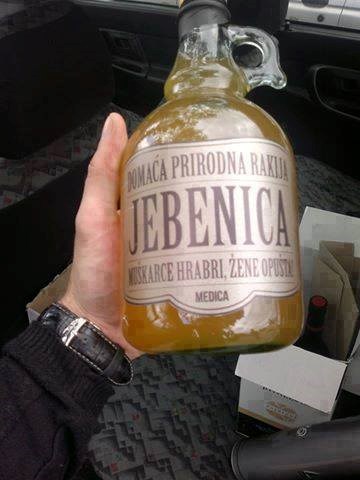 DOMAĆA PRIRODNA RAKIJA
JEBENICA
MUŠKARCE HRABRI, ŽENE OPUŠTA!
MEDICA